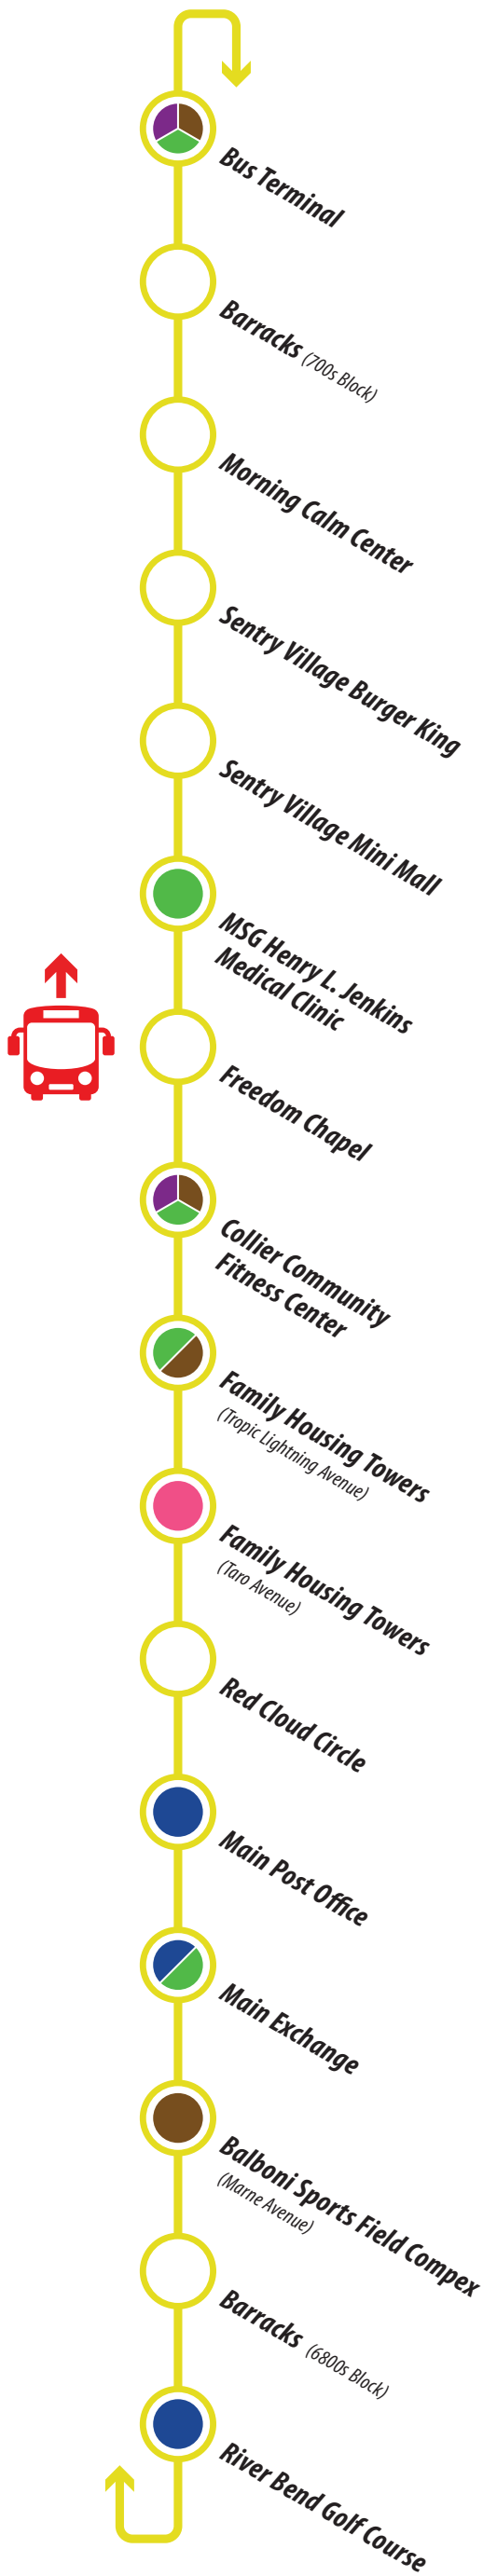 Bus Terminal
Barracks (700s Block)
Morning Calm Center
Sentry Village Burger King
Sentry Village Mini Mall
MSG Henry L. Jenkins
Medical Clinic
Freedom Chapel
Collier Community
Fitness Center
Family Housing Towers
(Tropic Lightning Avenue)
Family Housing Towers
(Taro Avenue)
Red Cloud Circle
Main Post Office
Main Exchange
Balboni Sports Field Compex
(Marne Avenue)
Barracks (6800s Block)
River Bend Golf Course